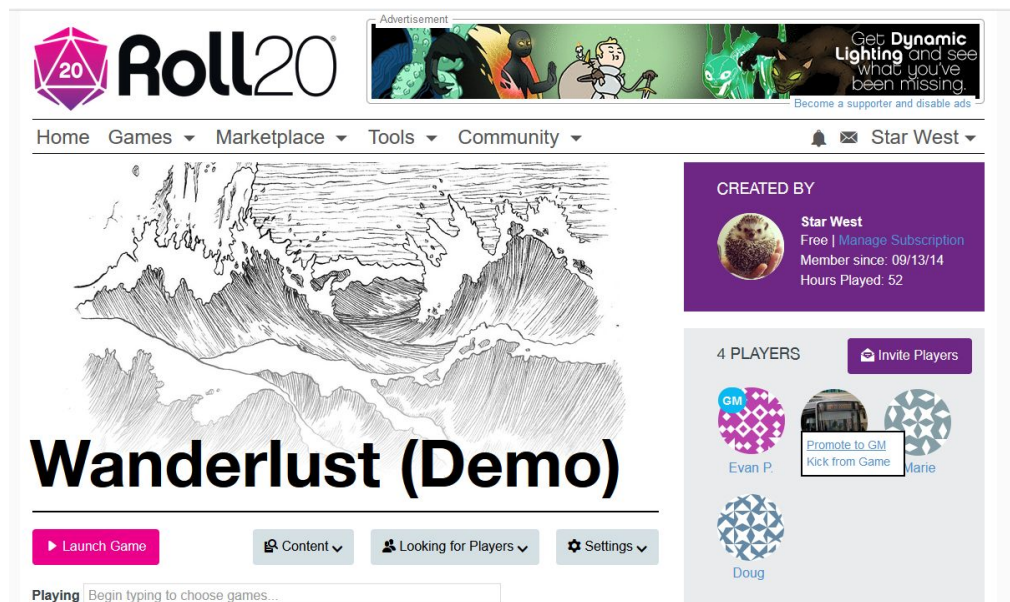 Advertisement
20
Roll20
Get Dynamic
Lighting and see
what you've
been missing.
Become a supporter and disable ads
Home Games Marketplace Tools Community Star West
CREATED BY
Star West
Free | Manage Subscription
Member since: 09/13/14
Hours Played: 52
4 PLAYERS
Invite Players
GM
Promote to GM
Kick from Game
Evan P.
Marie
Doug
Wanderlust (Demo)
Launch Game Content Looking for Players Settings
Playing Begin typing to choose games...